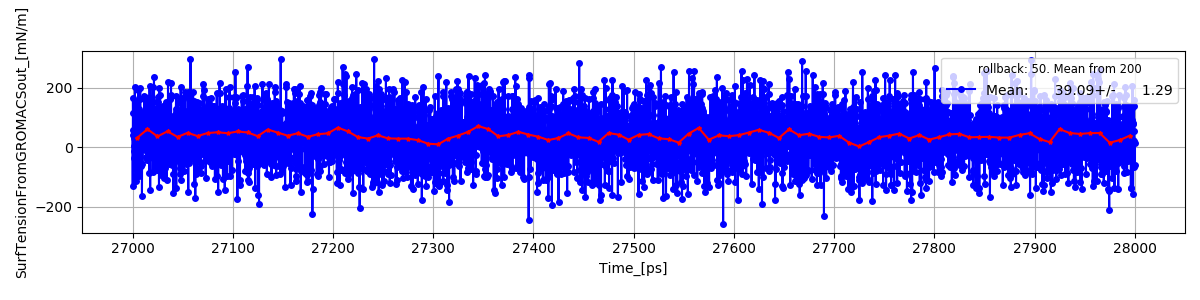 SurfTensionFromGROMACSout_[mN/m]
200
0
−200
rollback: 50. Mean from 200
Mean: 39.09+/- 1.29
27000 27100 27200 27300 27400 27500 27600 27700 27800 27900 28000
Time_[ps]